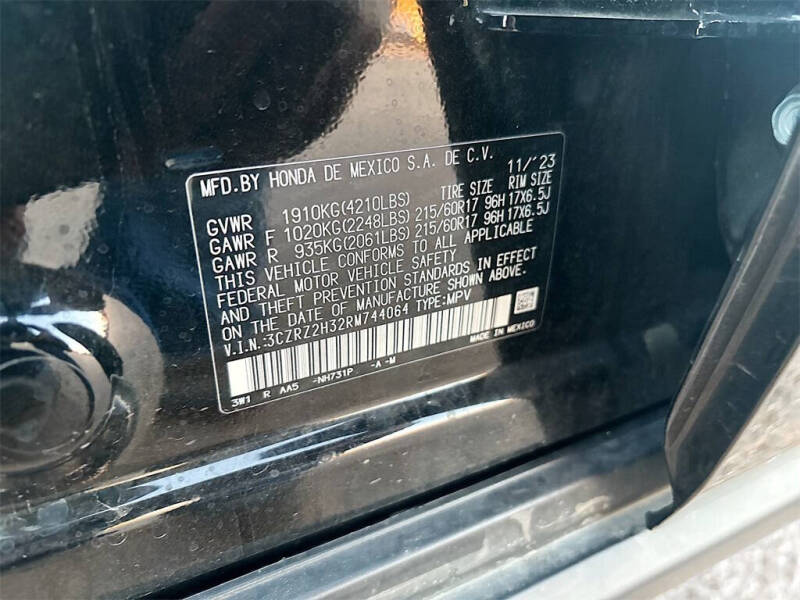 MFD.BY HONDA DE MEXICO S.A. DE C.V. 11/'23
TIRE SIZE RIM SIZE
GVWR 1910KG(4210LBS)
GAWR F 1020KG(2248LBS) 215/60R17 96H 17X6.5J
GAWR R 935KG(2061LBS) 215/60R17 96H 17X6.5J
THIS VEHICLE CONFORMS TO ALL APPLICABLE
FEDERAL MOTOR VEHICLE SAFETY
AND THEFT PREVENTION STANDARDS IN EFFECT
ON THE DATE OF MANUFACTURE SHOWN ABOVE.
V.I.N.:3CZRZ2H32RM744064 TYPE:MPV
MADE IN MEXICO
3W1 R AA5 -NH731P -A -M